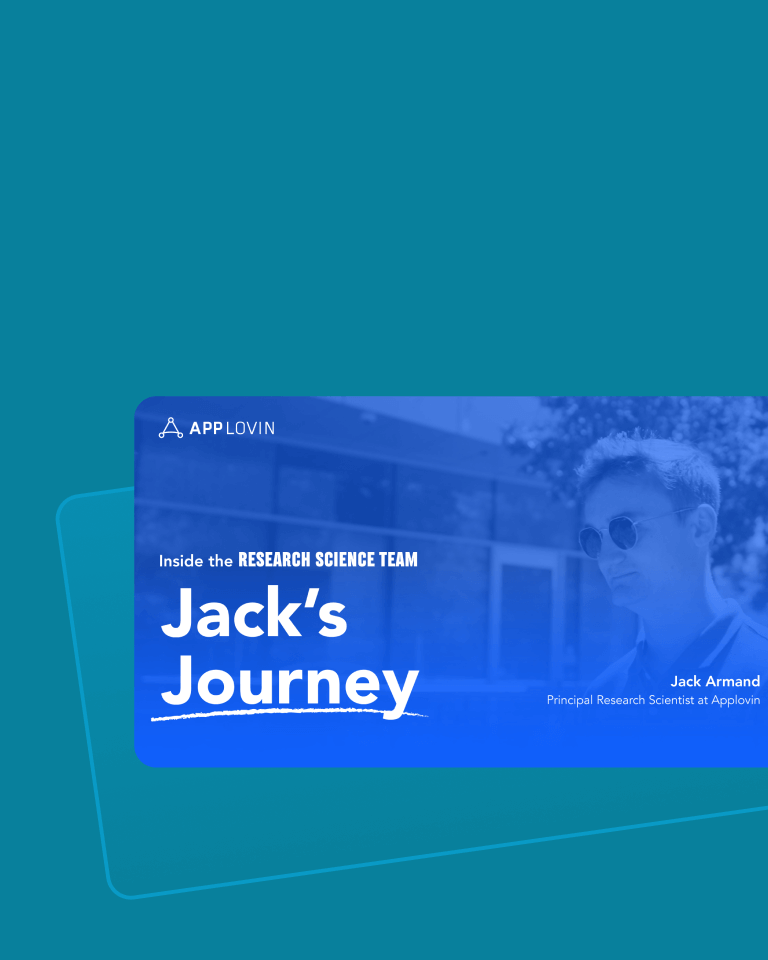 APPLOVIN
Inside the RESEARCH SCIENCE TEAM
Jack’s
Journey
Jack Armand
Principal Research Scientist at Applovin